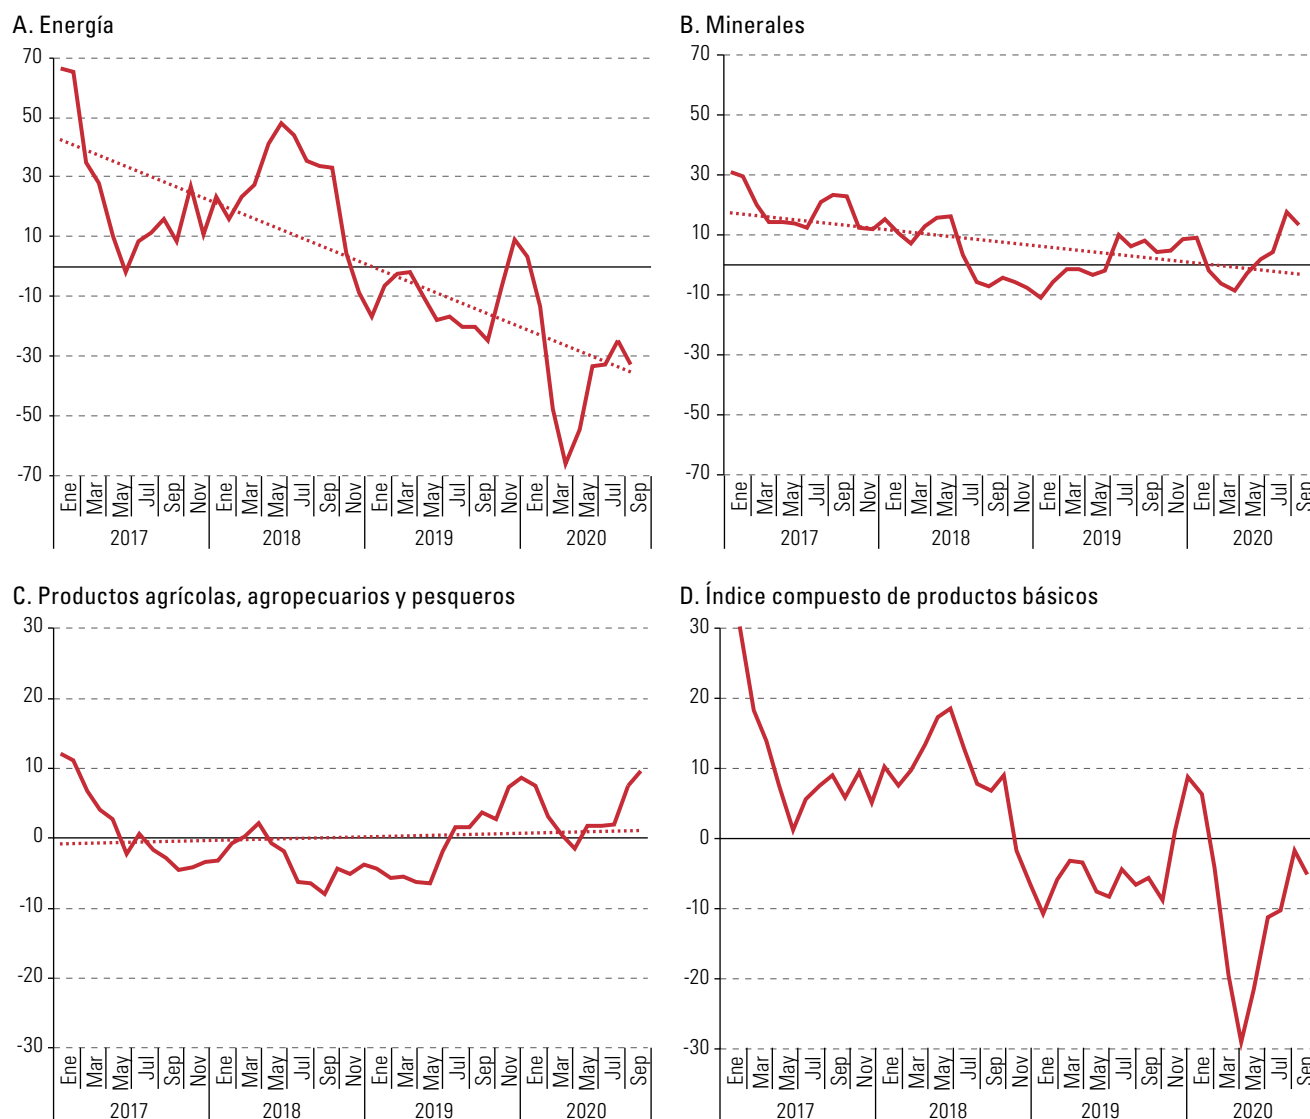 A. Energía
70
50
30
10
-10
-30
-50
-70
Ene Mar May Jul Sep Nov Ene Mar May Jul Sep Nov Ene Mar May Jul Sep Nov Ene Mar May Jul Sep
2017 2018 2019 2020
B. Minerales
70
50
30
10
-10
-30
-50
-70
Ene Mar May Jul Sep Nov Ene Mar May Jul Sep Nov Ene Mar May Jul Sep Nov Ene Mar May Jul Sep
2017 2018 2019 2020
C. Productos agrícolas, agropecuarios y pesqueros
30
20
10
0
-10
-20
-30
Ene Mar May Jul Sep Nov Ene Mar May Jul Sep Nov Ene Mar May Jul Sep Nov Ene Mar May Jul Sep
2017 2018 2019 2020
D. Índice compuesto de productos básicos
30
20
10
0
-10
-20
-30
Ene Mar May Jul Sep Nov Ene Mar May Jul Sep Nov Ene Mar May Jul Sep Nov Ene Mar May Jul Sep
2017 2018 2019 2020